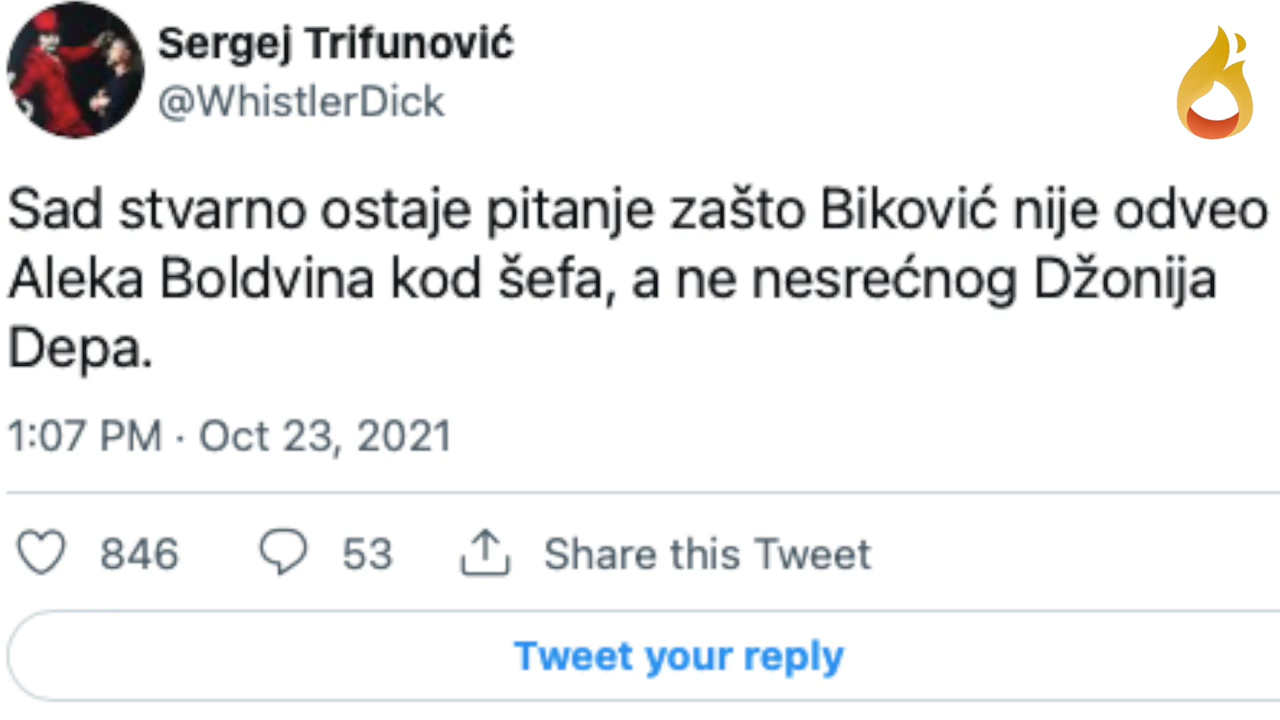 Sergej Trifunović
@WhistlerDick
Sad stvarno ostaje pitanje zašto Biković nije odveo
Aleka Boldvina kod šefa, a ne nesrećnog Džonija
Depa.
1:07 PM · Oct 23, 2021
846 53 Share this Tweet
Tweet your reply